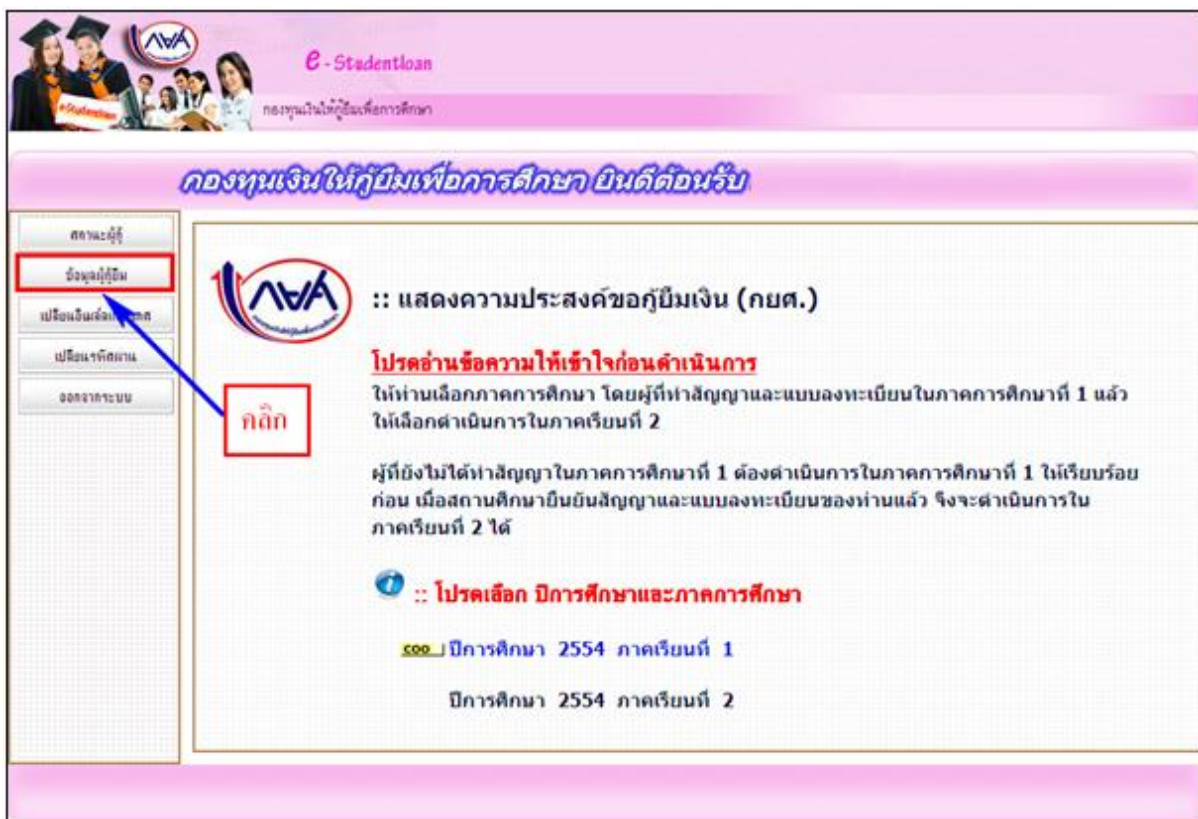 กยศ
e - Studentloan
eStudentloan
กองทุนเงินให้กู้ยืมเพื่อการศึกษา
กองทุนเงินให้กู้ยืมเพื่อการศึกษา ยินดีต้อนรับ
สถานะผู้กู้
ข้อมูลผู้กู้ยืม
เปลี่ยนรหัสผ่าน
ออกจากระบบ
คลิก
กยศ
:: แสดงความประสงค์ขอกู้ยืมเงิน (กยศ.)
โปรดอ่านข้อความให้เข้าใจก่อนดำเนินการ
ให้ท่านเลือกภาคการศึกษา โดยผู้ที่ทำสัญญาและแบบลงทะเบียนในภาคการศึกษาที่ 1 แล้ว
ให้เลือกดำเนินการในภาคเรียนที่ 2
ผู้ที่ยังไม่ได้ทำสัญญาในภาคการศึกษาที่ 1 ต้องดำเนินการในภาคการศึกษาที่ 1 ให้เรียบร้อย
ก่อน เมื่อสถานศึกษายืนยันสัญญาและแบบลงทะเบียนของท่านแล้ว จึงจะดำเนินการใน
ภาคเรียนที่ 2 ได้
:: โปรดเลือก ปีการศึกษาและภาคการศึกษา
ปีการศึกษา 2554 ภาคเรียนที่ 1
ปีการศึกษา 2554 ภาคเรียนที่ 2